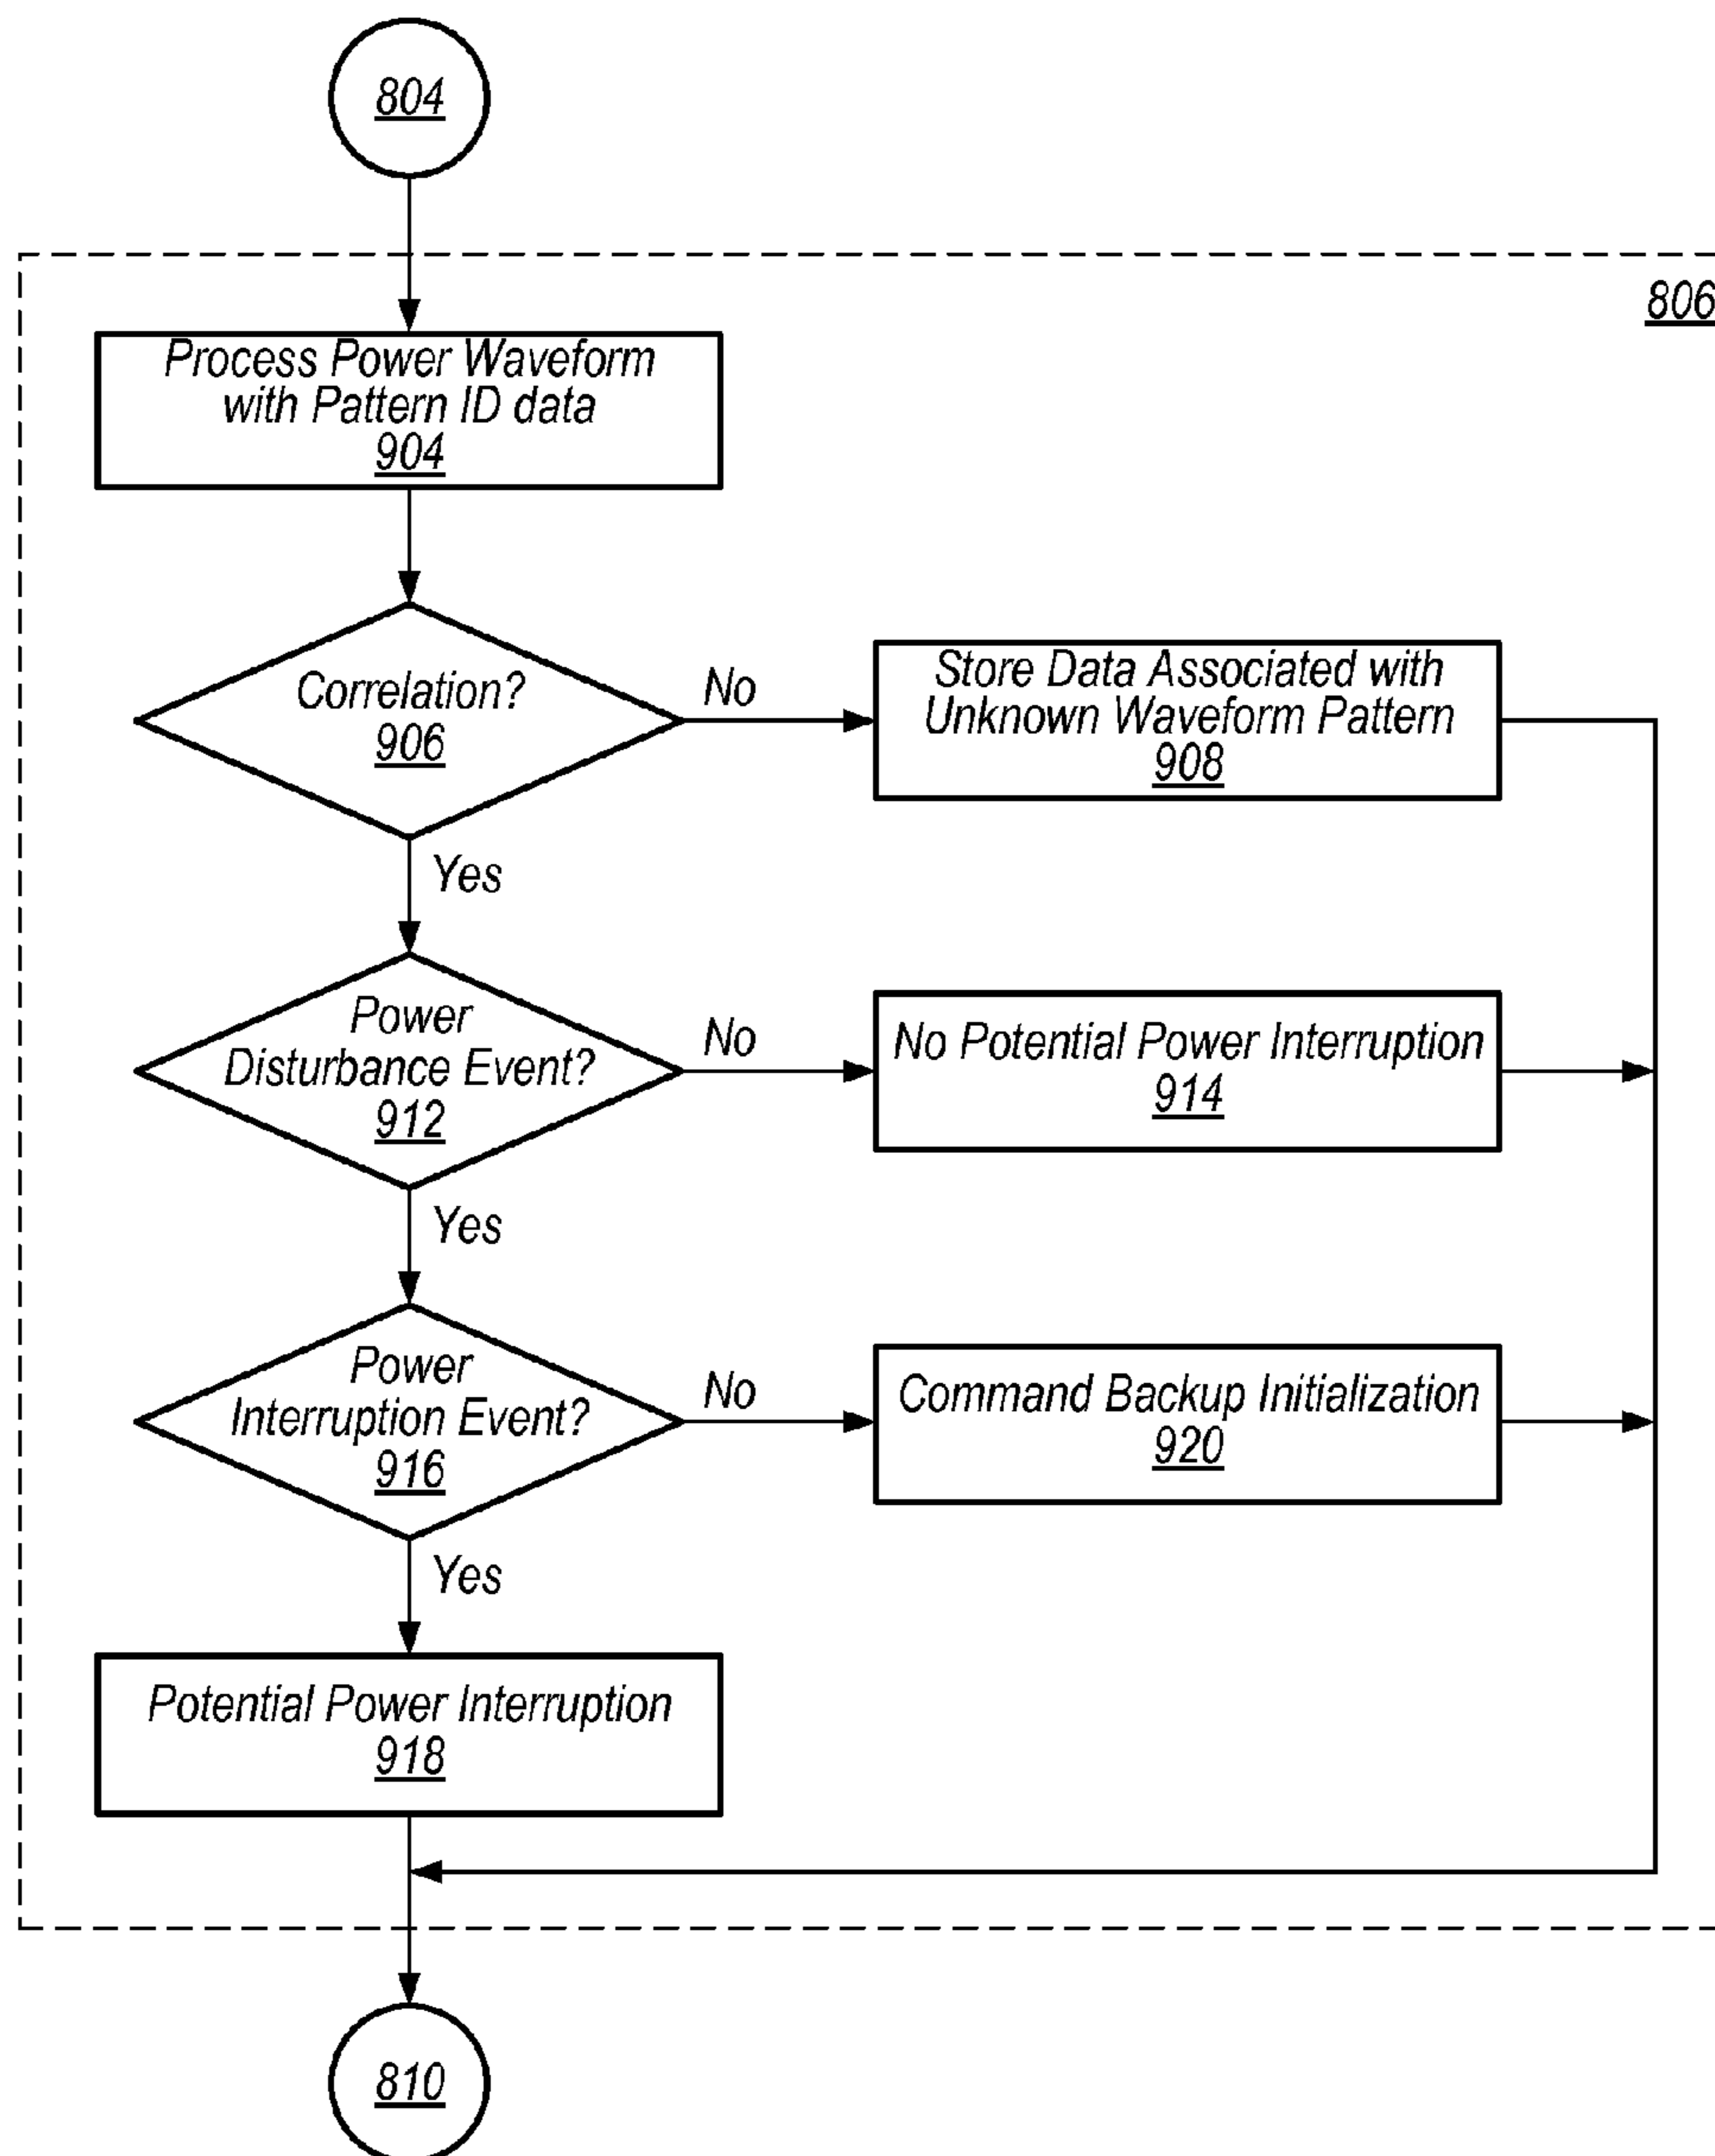 804
806
Process Power Waveform
with Pattern ID data
904
Correlation?
906
No
Store Data Associated with
Unknown Waveform Pattern
908
Yes
Power
Disturbance Event?
912
No
No Potential Power Interruption
914
Yes
Power
Interruption Event?
916
No
Command Backup Initialization
920
Yes
Potential Power Interruption
918
810